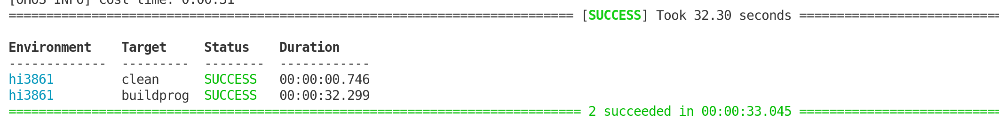 [OHOS INFO] cost time: 0:00:31
=========================================================================== [SUCCESS] Took 32.30 seconds ===========================
Environment    Target     Status    Duration
-------------  ---------  --------  ------------
hi3861         clean      SUCCESS   00:00:00.746
hi3861         buildprog  SUCCESS   00:00:32.299
============================================================================ 2 succeeded in 00:00:33.045 ===========================